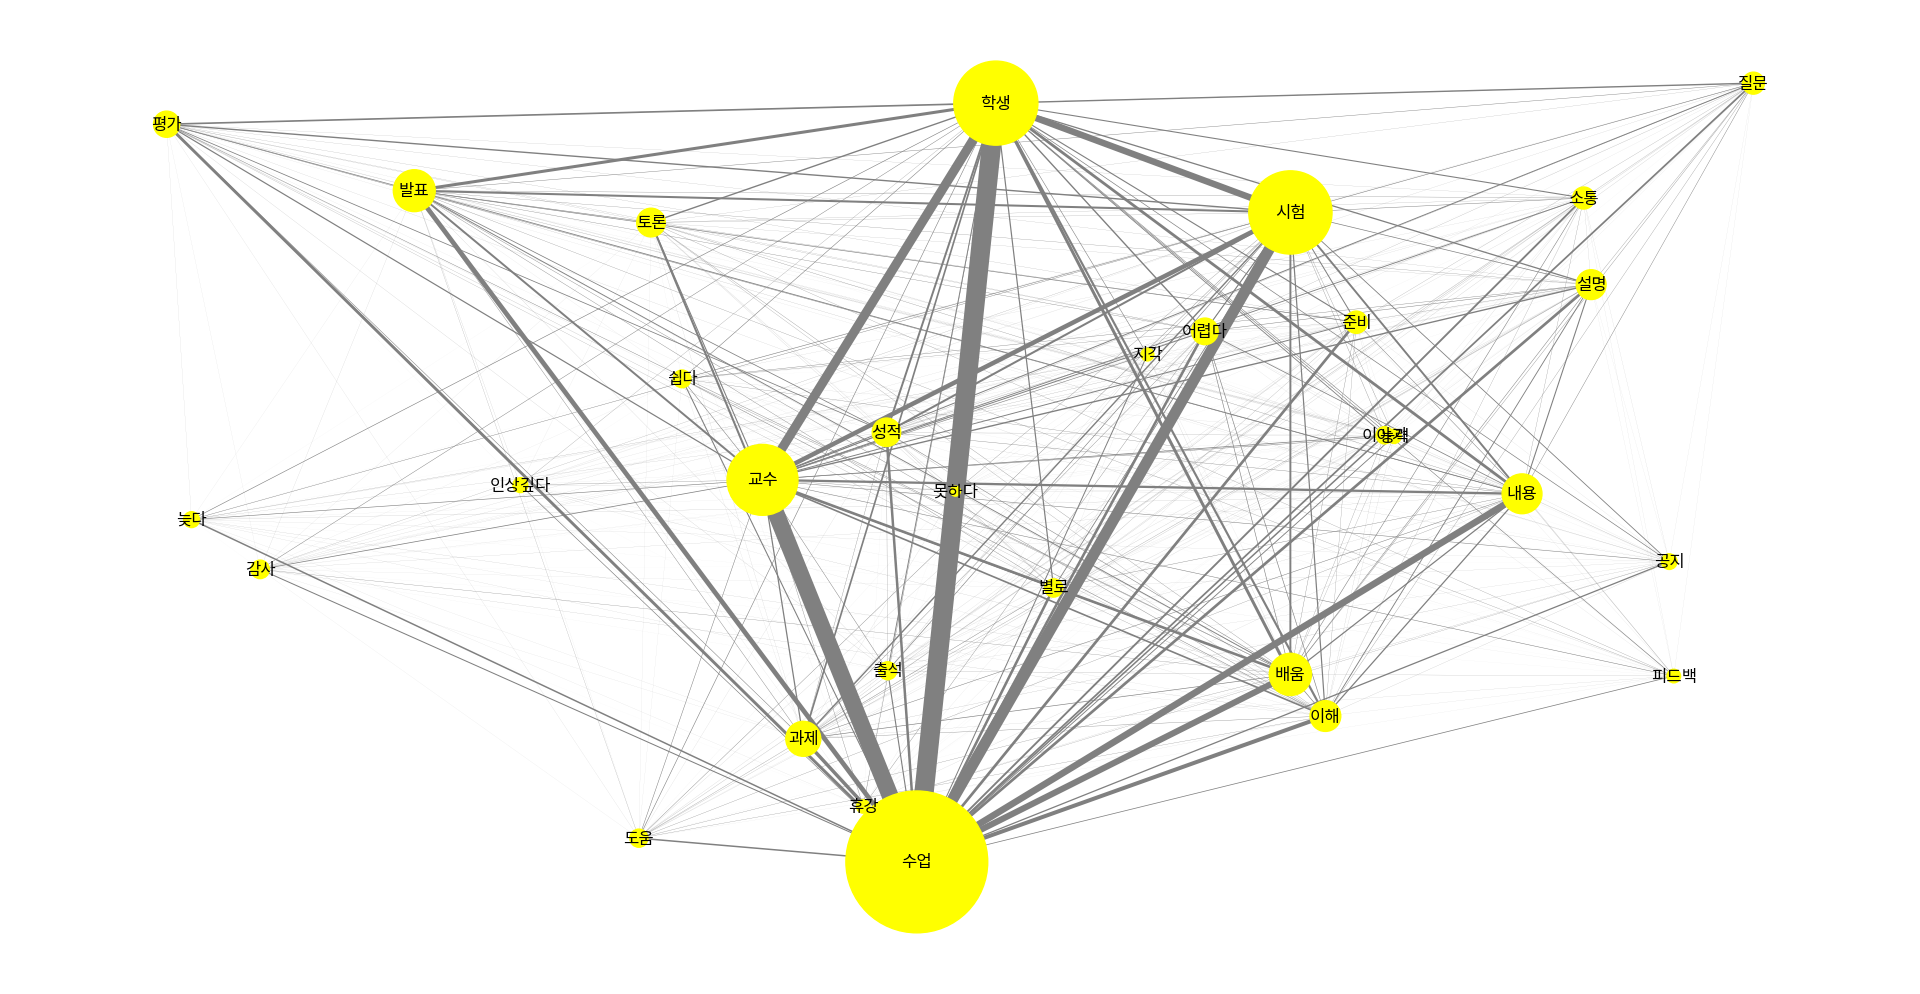 질문
학생
평가
발표
소통
시험
토론
설명
준비
어렵다
지각
쉽다
성적
이야기
교수
인상깊다
못하다
내용
늦다
공지
감사
별로
출석
배움
피드백
이해
과제
휴강
도움
수업